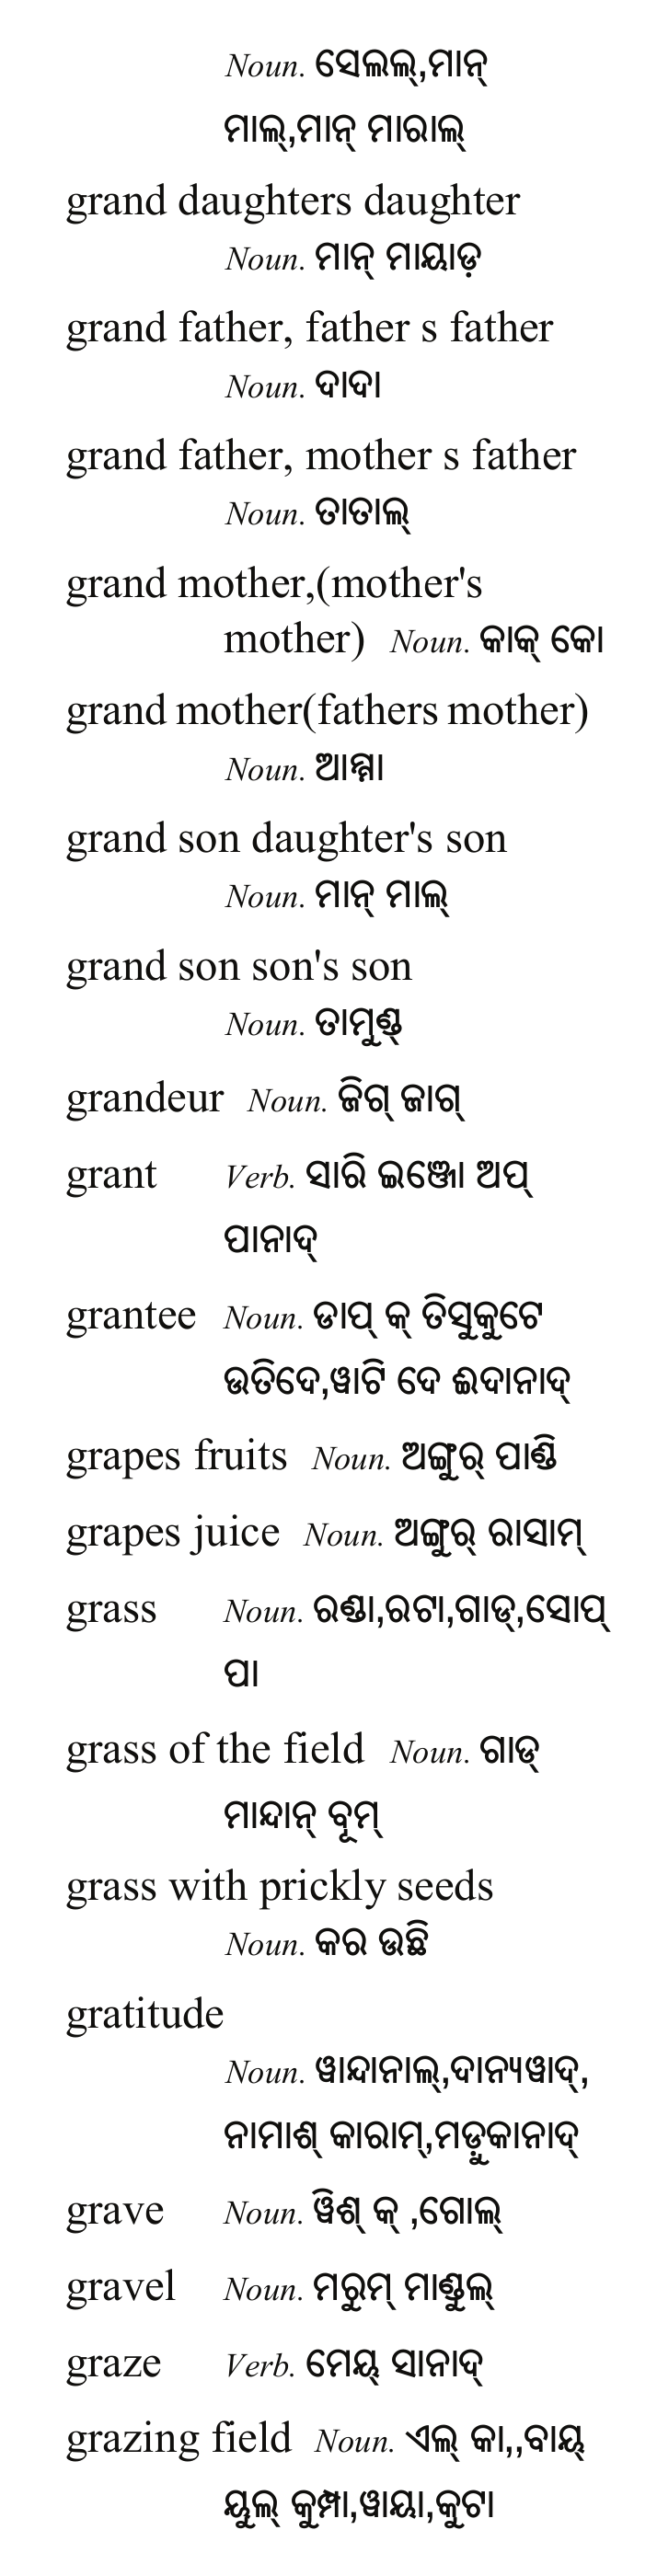 Noun. ସେଲଲ୍,ମାନ୍
ମାଲ୍,ମାନ୍ ମାରାଲ୍
grand daughters daughter
Noun. ମାନ୍ ମାୟାଡ଼
grand father, father s father
Noun. ଦାଦା
grand father, mother s father
Noun. ତାତାଲ୍
grand mother,(mother's
mother) Noun. କାକ୍ କୋ
grand mother(fathers mother)
Noun. ଆମ୍ମା
grand son daughter's son
Noun. ମାନ୍ ମାଲ୍
grand son son's son
Noun. ତାମୁଣ୍ଡ୍
grandeur Noun. ଜିଗ୍ ଜାଗ୍
grant Verb. ସାରି ଇଞ୍ଜୋ ଅପ୍
ପାନାଦ୍
grantee Noun. ଡାପ୍ କ୍ ତିସୁକୁଟେ
ଉତିଦେ,ୱାଟି ଦେ ଈଦାନାଦ୍
grapes fruits Noun. ଅଙ୍ଗୁର୍ ପାଣ୍ଡି
grapes juice Noun. ଅଙ୍ଗୁର୍ ରାସାମ୍
grass Noun. ରଣ୍ଡା,ରଟା,ଗାଡ୍,ସୋପ୍
ପା
grass of the field Noun. ଗାଡ୍
ମାନ୍ଦାନ୍ ବୂମ୍
grass with prickly seeds
Noun. କର ଉଛି
gratitude
Noun. ୱାନ୍ଦାନାଲ୍,ଦାନ୍ୟୱାଦ୍,
ନାମାଶ୍ କାରାମ୍,ମଡ଼ୁକାନାଦ୍
grave Noun. ୱିଶ୍ କ୍ ,ଗୋଲ୍
gravel Noun. ମରୁମ୍ ମାଣ୍ଡୁଲ୍
graze Verb. ମେୟ୍ ସାନାଦ୍
grazing field Noun. ଏଲ୍ କା,,ବାୟ୍
ୟୁଲ୍ କୁମ୍ପା,ୱାୟା,କୁଟା